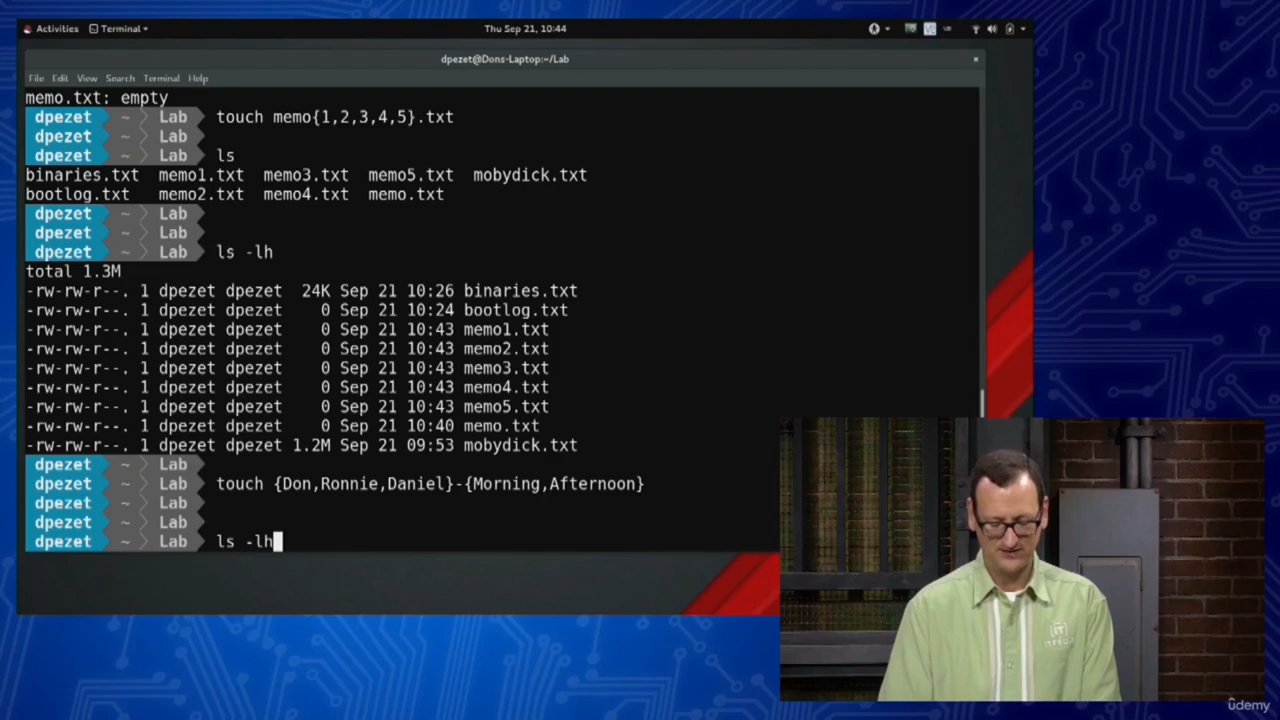 Activities Terminal Thu Sep 21, 10:44
dpezet@Dons-Laptop:~/Lab ×
File Edit View Search Terminal Help
memo.txt: empty
dpezet ~ Lab touch memo{1,2,3,4,5}.txt
dpezet ~ Lab
dpezet ~ Lab ls
binaries.txt memo1.txt memo3.txt memo5.txt mobydick.txt
bootlog.txt memo2.txt memo4.txt memo.txt
dpezet ~ Lab
dpezet ~ Lab
dpezet ~ Lab ls -lh
total 1.3M
-rw-rw-r--. 1 dpezet dpezet 24K Sep 21 10:26 binaries.txt
-rw-rw-r--. 1 dpezet dpezet 0 Sep 21 10:24 bootlog.txt
-rw-rw-r--. 1 dpezet dpezet 0 Sep 21 10:43 memo1.txt
-rw-rw-r--. 1 dpezet dpezet 0 Sep 21 10:43 memo2.txt
-rw-rw-r--. 1 dpezet dpezet 0 Sep 21 10:43 memo3.txt
-rw-rw-r--. 1 dpezet dpezet 0 Sep 21 10:43 memo4.txt
-rw-rw-r--. 1 dpezet dpezet 0 Sep 21 10:43 memo5.txt
-rw-rw-r--. 1 dpezet dpezet 0 Sep 21 10:40 memo.txt
-rw-rw-r--. 1 dpezet dpezet 1.2M Sep 21 09:53 mobydick.txt
dpezet ~ Lab
dpezet ~ Lab touch {Don,Ronnie,Daniel}-{Morning,Afternoon}
dpezet ~ Lab
dpezet ~ Lab
dpezet ~ Lab ls -lh
udemy